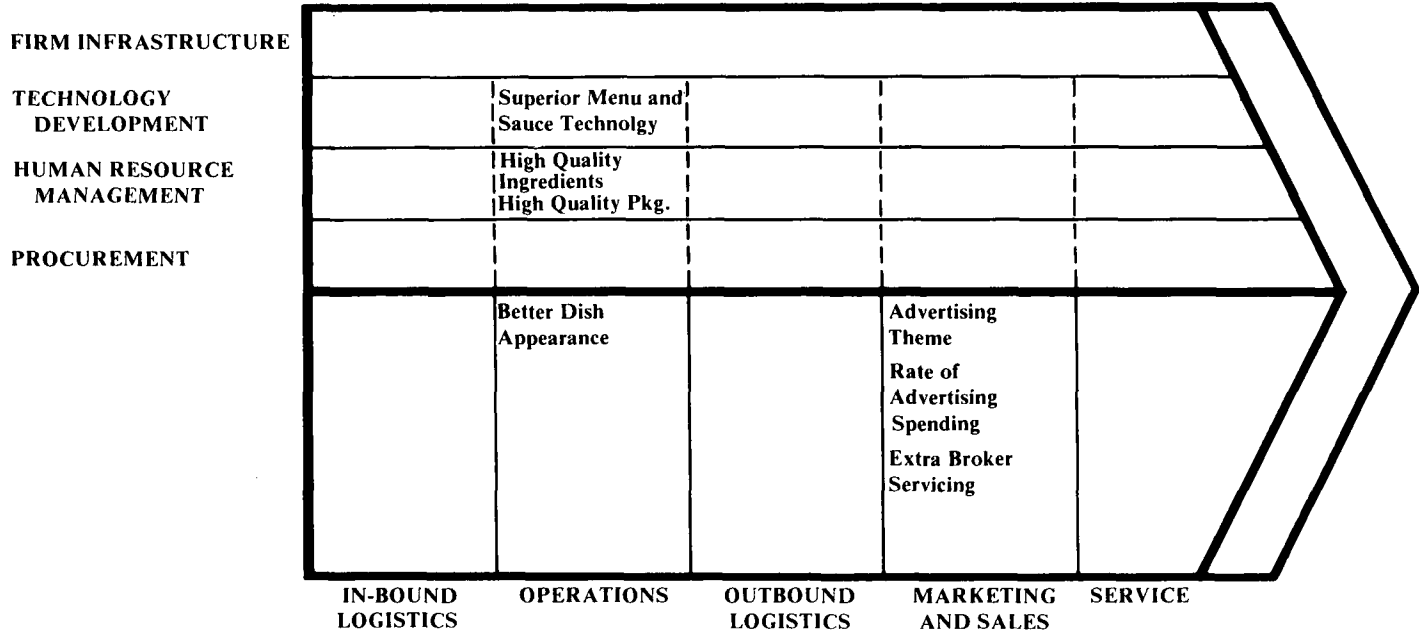 FIRM INFRASTRUCTURE
TECHNOLOGY
DEVELOPMENT
Superior Menu and
Sauce Technolgy
HUMAN RESOURCE
MANAGEMENT
High Quality
Ingredients
High Quality Pkg.
PROCUREMENT
Better Dish
Appearance
Advertising
Theme
Rate of
Advertising
Spending
Extra Broker
Servicing
IN-BOUND
LOGISTICS
OPERATIONS
OUTBOUND
LOGISTICS
MARKETING
AND SALES
SERVICE